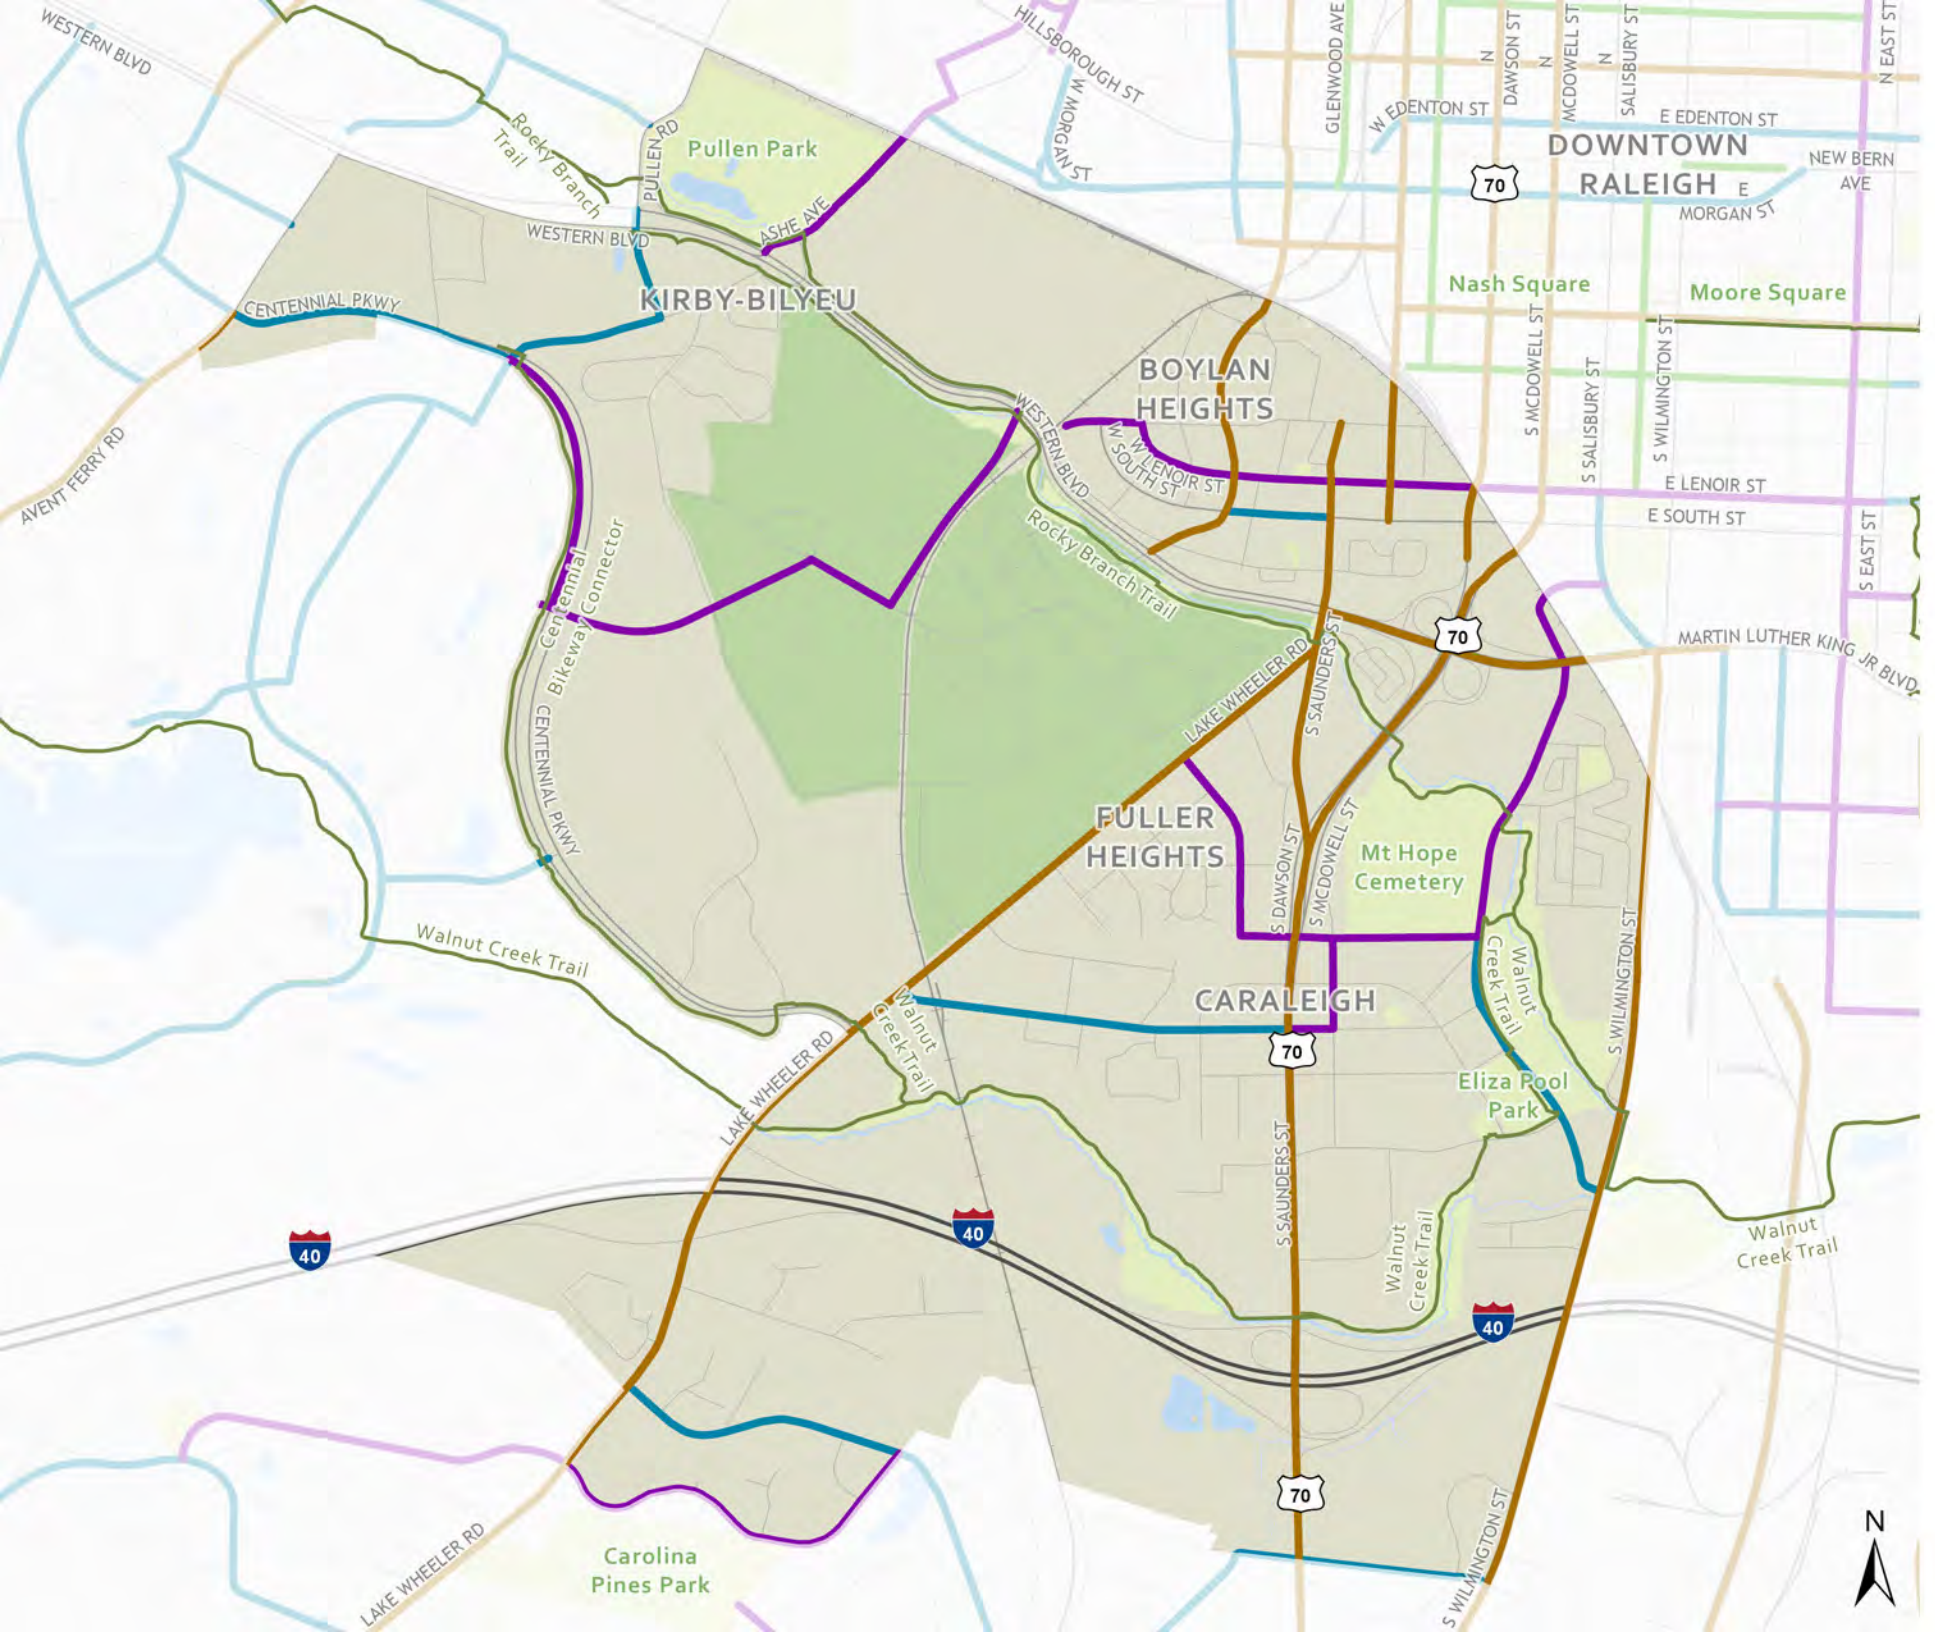 WESTERN BLVD
HILLSBOROUGH ST
W MORGAN ST
GLENWOOD AVE
N
DAWSON ST
N
MCDOWELL ST
N
SALISBURY ST
N EAST ST
W EDENTON ST
E EDENTON ST
DOWNTOWN
RALEIGH
70
NEW BERN
AVE
E
MORGAN ST
Rocky Branch
Trail
PULLEN RD
Pullen Park
ASHE AVE
WESTERN BLVD
KIRBY-BILYEU
CENTENNIAL PKWY
Nash Square
Moore Square
BOYLAN
HEIGHTS
S MCDOWELL ST
S SALISBURY ST
S WILMINGTON ST
AVENT FERRY RD
WESTERN BLVD
W LENOIR ST
W SOUTH ST
E LENOIR ST
E SOUTH ST
S EAST ST
Rocky Branch Trail
Centennial
Bikeway Connector
CENTENNIAL PKWY
70
MARTIN LUTHER KING JR BLVD
LAKE WHEELER RD
S SAUNDERS ST
FULLER
HEIGHTS
S DAWSON ST
S MCDOWELL ST
Mt Hope
Cemetery
Walnut Creek Trail
Walnut
Creek Trail
S WILMINGTON ST
CARALEIGH
Walnut
Creek Trail
70
LAKE WHEELER RD
Eliza Pool
Park
S SAUNDERS ST
40
40
Walnut
Creek Trail
Walnut
Creek Trail
40
70
S WILMINGTON ST
LAKE WHEELER RD
Carolina
Pines Park
N